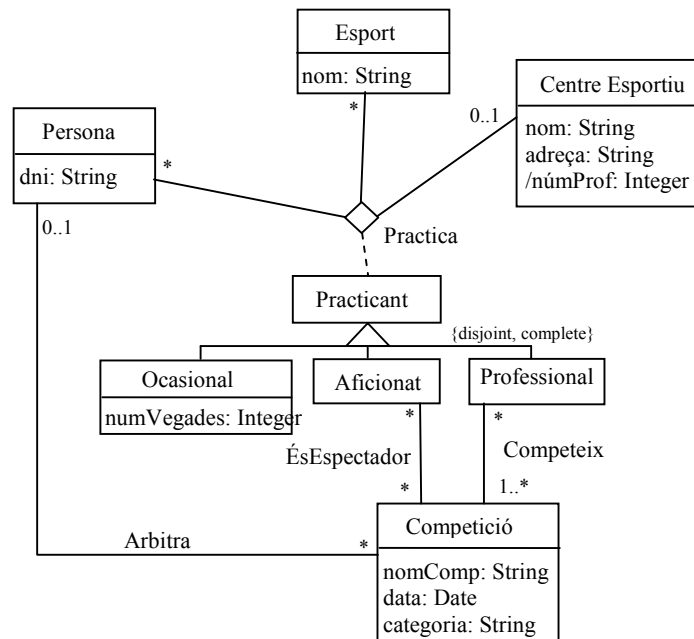 Esport
nom: String
*
Centre Esportiu
nom: String
adreça: String
/númProf: Integer
0..1
Persona
dni: String
*
0..1
Practica
Practicant
{disjoint, complete}
Ocasional
numVegades: Integer
Aficionat
Professional
*
*
ÉsEspectador
Competeix
*
1..*
Arbitra
*
Competició
nomComp: String
data: Date
categoria: String